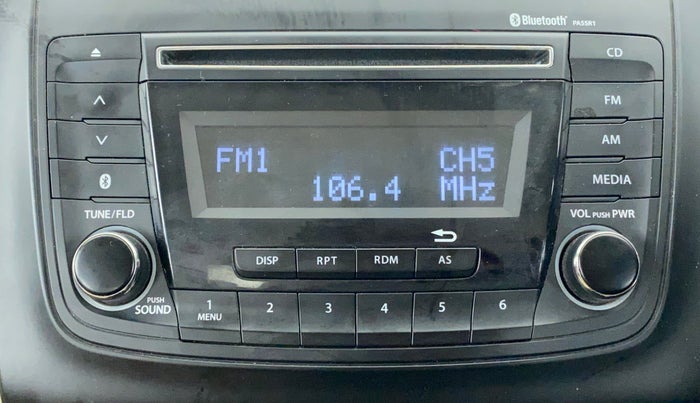 Bluetooth PASSR1
CD
FM
AM
MEDIA
FM1 CH5
106.4 MHz
TUNE/FLD
VOL PUSH PWR
DISP RPT RDM AS
PUSH
SOUND
1 2 3 4 5 6
MENU